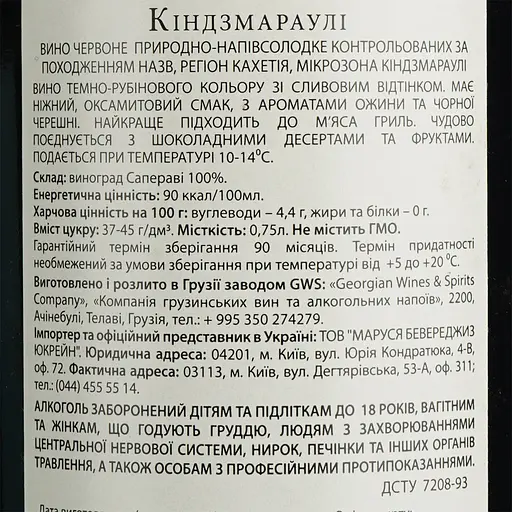 КІНДЗМАРАУЛІ
ВИНО ЧЕРВОНЕ ПРИРОДНО-НАПІВСОЛОДКЕ КОНТРОЛЬОВАНИХ ЗА
ПОХОДЖЕННЯМ НАЗВ, РЕГІОН КАХЕТІЯ, МІКРОЗОНА КІНДЗМАРАУЛІ
ВИНО ТЕМНО-РУБІНОВОГО КОЛЬОРУ ЗІ СЛИВОВИМ ВІДТІНКОМ. МАЄ
НІЖНИЙ, ОКСАМИТОВИЙ СМАК, З АРОМАТАМИ ОЖИНИ ТА ЧОРНОЇ
ЧЕРЕШНІ. НАЙКРАЩЕ ПІДХОДИТЬ ДО М'ЯСА ГРИЛЬ. ЧУДОВО
ПОЄДНУЄТЬСЯ З ШОКОЛАДНИМИ ДЕСЕРТАМИ ТА ФРУКТАМИ.
ПОДАЄТЬСЯ ПРИ ТЕМПЕРАТУРІ 10-14⁰С.
Склад: виноград Сапераві 100%.
Енергетична цінність: 90 ккал/100мл.
Харчова цінність на 100 г: вуглеводи – 4,4 г, жири та білки – 0 г.
Вміст цукру: 37-45 г/дм³. Місткість: 0,75л. Не містить ГМО.
Гарантійний термін зберігання 90 місяців. Термін придатності
необмежений за умови зберігання при температурі від +5 до +20 ⁰С.
Виготовлено і розлито в Грузії заводом GWS: «Georgian Wines & Spirits
Company», «Компанія грузинських вин та алкогольних напоїв», 2200,
Ачінебулі, Телаві, Грузія, тел.: + 995 350 274279.
Імпортер та офіційний представник в Україні: ТОВ "МАРУСЯ БЕВЕРЕДЖИЗ
ЮКРЕЙН". Юридична адреса: 04201, м. Київ, вул. Юрія Кондратюка, 4-В,
оф. 72. Фактична адреса: 03113, м. Київ, вул. Дегтярівська, 53-А, оф. 311;
тел.: (044) 455 55 14.
АЛКОГОЛЬ ЗАБОРОНЕНИЙ ДІТЯМ ТА ПІДЛІТКАМ ДО 18 РОКІВ, ВАГІТНИМ
ТА ЖІНКАМ, ЩО ГОДУЮТЬ ГРУДДЮ, ЛЮДЯМ З ЗАХВОРЮВАННЯМИ
ЦЕНТРАЛЬНОЇ НЕРВОВОЇ СИСТЕМИ, НИРОК, ПЕЧІНКИ ТА ІНШИХ ОРГАНІВ
ТРАВЛЕННЯ, А ТАКОЖ ОСОБАМ З ПРОФЕСІЙНИМИ ПРОТИПОКАЗАННЯМИ.
ДСТУ 7208-93